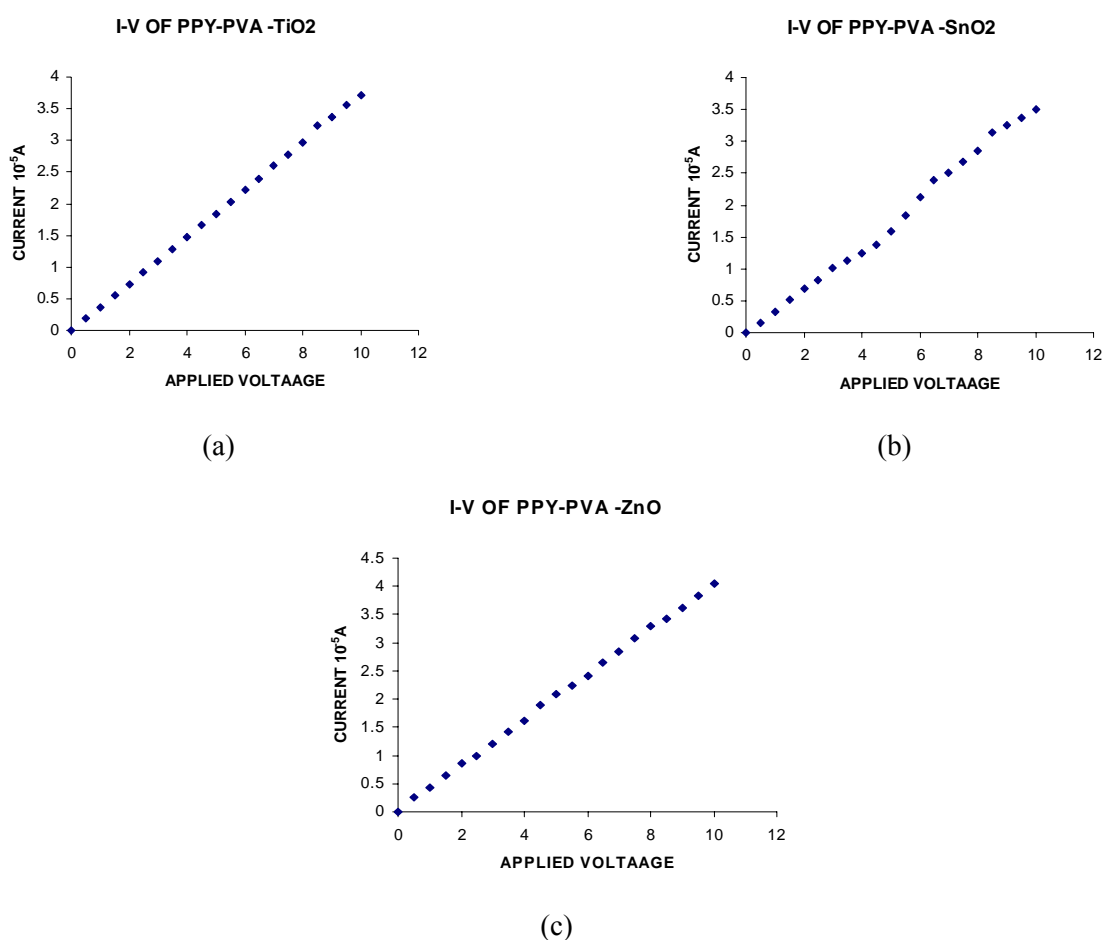 I-V OF PPY-PVA -TiO2
CURRENT 10⁻⁵A
4
3.5
3
2.5
2
1.5
1
0.5
0
0 2 4 6 8 10 12
APPLIED VOLTAAGE
(a)
I-V OF PPY-PVA -SnO2
CURRENT 10⁻⁵A
4
3.5
3
2.5
2
1.5
1
0.5
0
0 2 4 6 8 10 12
APPLIED VOLTAAGE
(b)
I-V OF PPY-PVA -ZnO
CURRENT 10⁻⁵A
4.5
4
3.5
3
2.5
2
1.5
1
0.5
0
0 2 4 6 8 10 12
APPLIED VOLTAAGE
(c)